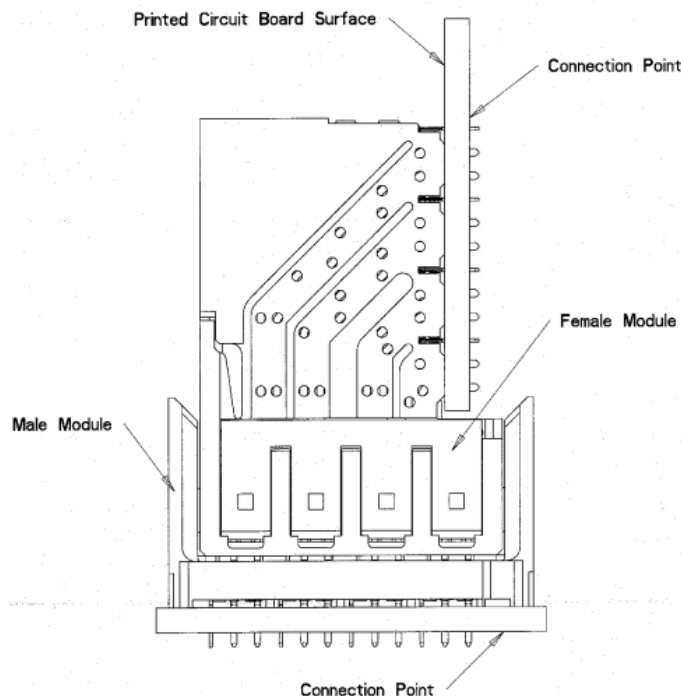 Printed Circuit Board Surface
Connection Point
Female Module
Male Module
Connection Point